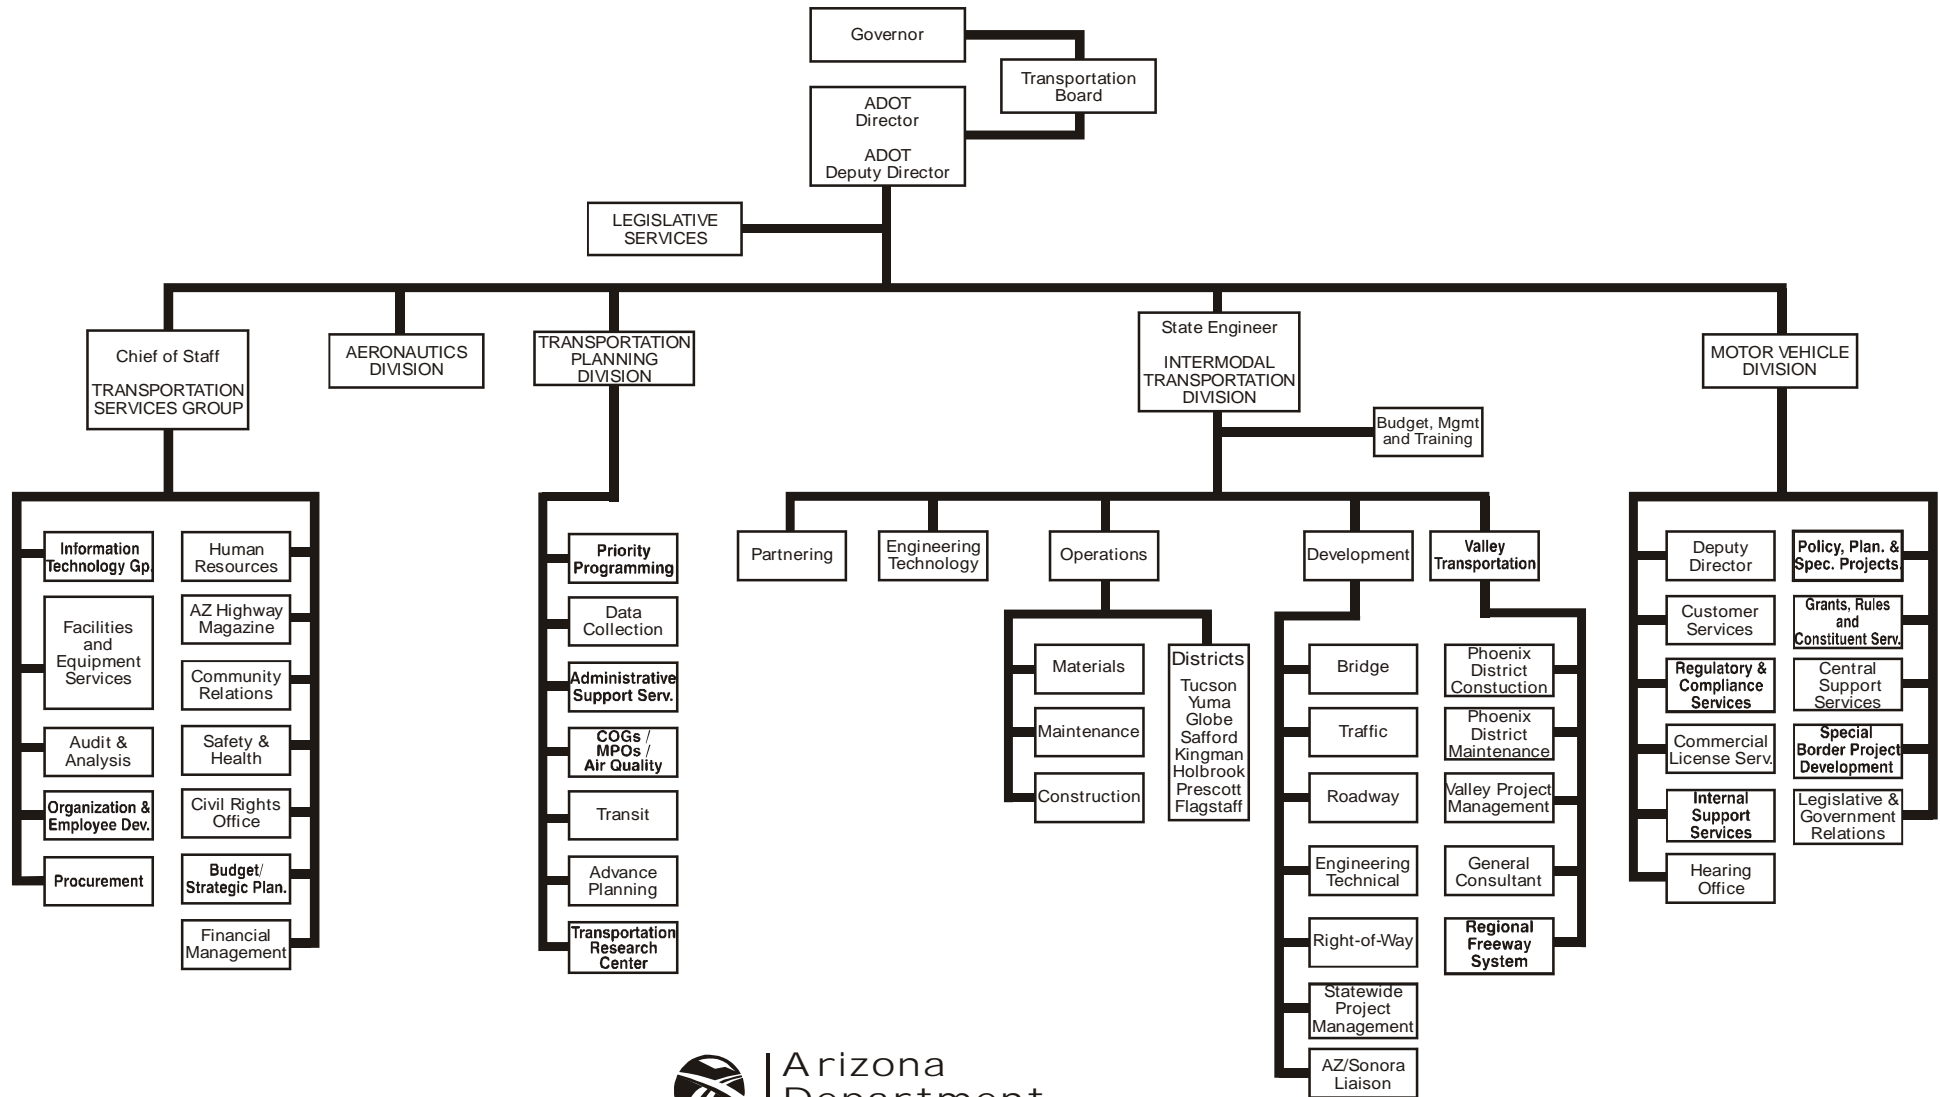 Governor
Transportation
Board
ADOT
Director
ADOT
Deputy Director
LEGISLATIVE
SERVICES
Chief of Staff
TRANSPORTATION
SERVICES GROUP
AERONAUTICS
DIVISION
TRANSPORTATION
PLANNING
DIVISION
State Engineer
INTERMODAL
TRANSPORTATION
DIVISION
MOTOR VEHICLE
DIVISION
Budget, Mgmt
and Training
Information
Technology Gp.
Facilities
and
Equipment
Services
Audit &
Analysis
Organization &
Employee Dev.
Procurement
Human
Resources
AZ Highway
Magazine
Community
Relations
Safety &
Health
Civil Rights
Office
Budget/
Strategic Plan.
Financial
Management
Priority
Programming
Data
Collection
Administrative
Support Serv.
COGs /
MPOs /
Air Quality
Transit
Advance
Planning
Transportation
Research
Center
Partnering
Engineering
Technology
Operations
Development
Valley
Transportation
Materials
Maintenance
Construction
Districts
Tucson
Yuma
Globe
Safford
Kingman
Holbrook
Prescott
Flagstaff
Bridge
Traffic
Roadway
Engineering
Technical
Right-of-Way
Statewide
Project
Management
AZ/Sonora
Liaison
Phoenix
District
Constuction
Phoenix
District
Maintenance
Valley Project
Management
General
Consultant
Regional
Freeway
System
Deputy
Director
Customer
Services
Regulatory &
Compliance
Services
Commercial
License Serv.
Internal
Support
Services
Hearing
Office
Policy, Plan. &
Spec. Projects.
Grants, Rules
and
Constituent Serv.
Central
Support
Services
Special
Border Project
Development
Legislative &
Government
Relations
Arizona
Department